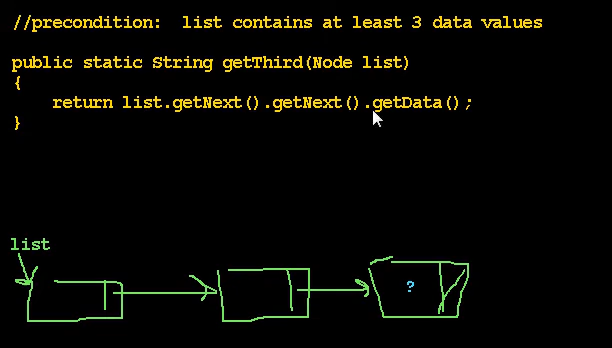 //precondition:  list contains at least 3 data values
public static String getThird(Node list)
{
    return list.getNext().getNext().getData();
}
list
?